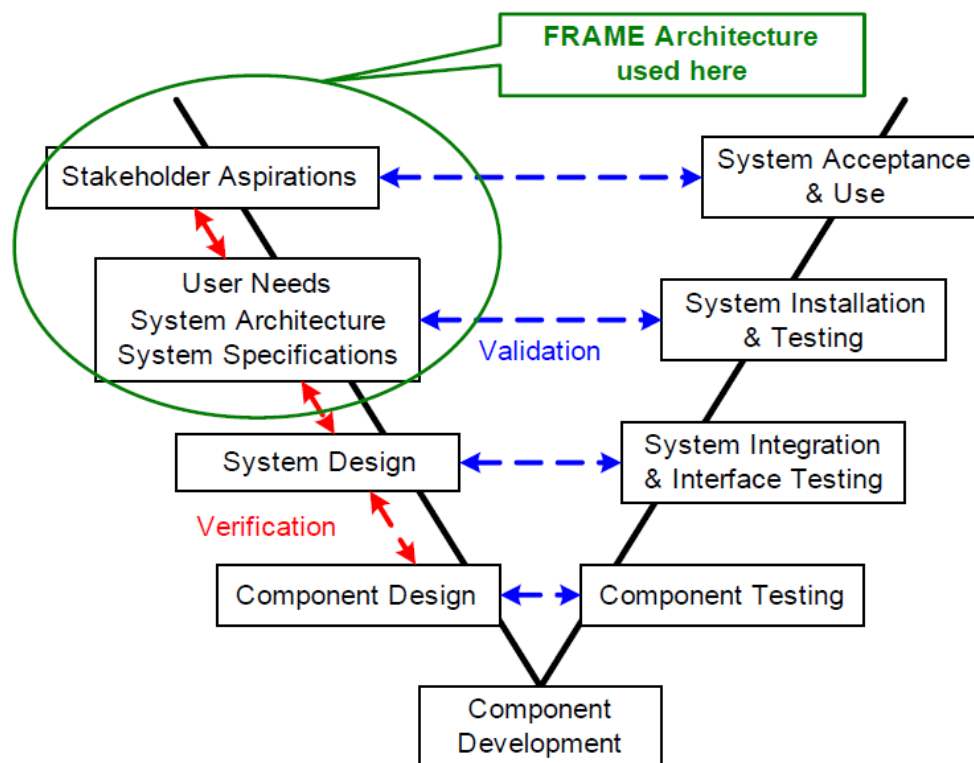 FRAME Architecture
used here
Stakeholder Aspirations
System Acceptance
& Use
User Needs
System Architecture
System Specifications
Validation
System Installation
& Testing
System Design
System Integration
& Interface Testing
Verification
Component Design
Component Testing
Component
Development